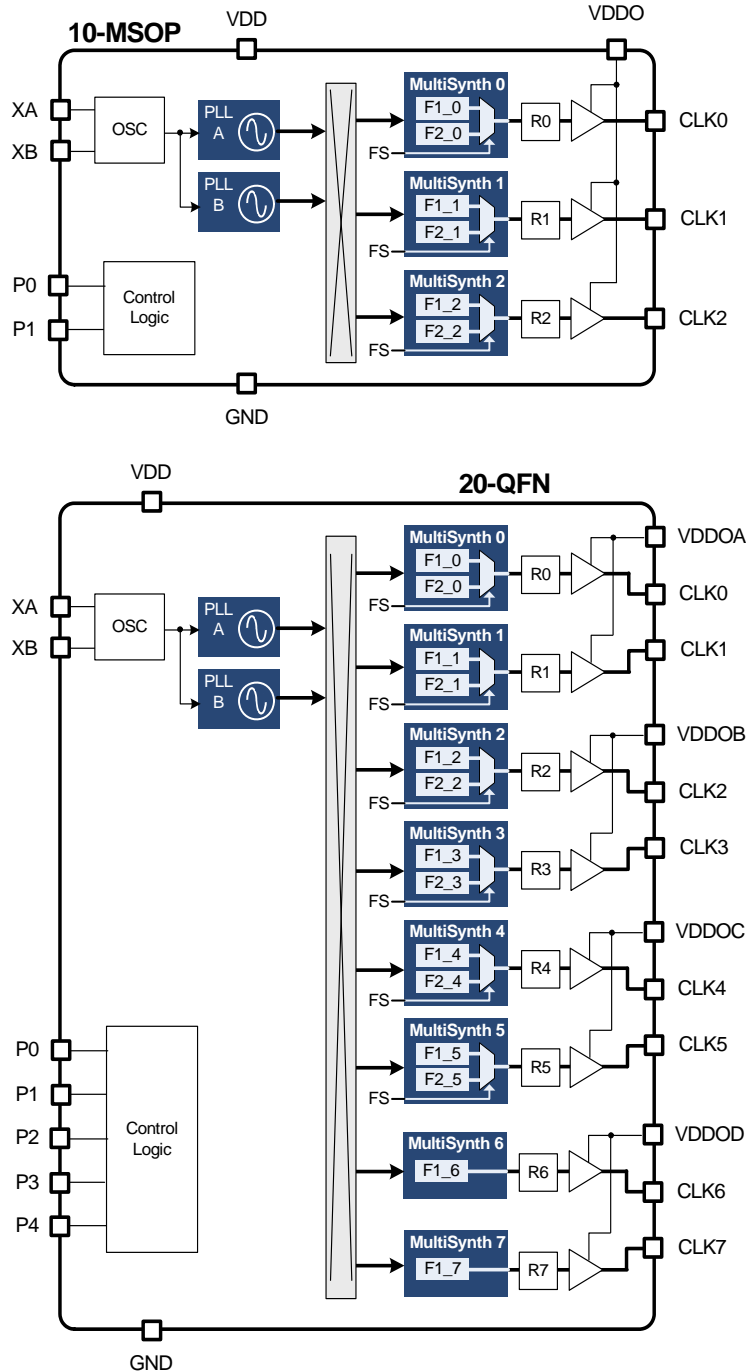 10-MSOP
VDD
VDDO
XA
XB
OSC
PLL
A
PLL
B
P0
P1
Control
Logic
MultiSynth 0
F1_0
F2_0
FS
R0
CLK0
MultiSynth 1
F1_1
F2_1
FS
R1
CLK1
MultiSynth 2
F1_2
F2_2
FS
R2
CLK2
GND
20-QFN
VDD
XA
XB
OSC
PLL
A
PLL
B
MultiSynth 0
F1_0
F2_0
FS
R0
VDDOA
CLK0
MultiSynth 1
F1_1
F2_1
FS
R1
CLK1
MultiSynth 2
F1_2
F2_2
FS
R2
VDDOB
CLK2
MultiSynth 3
F1_3
F2_3
FS
R3
CLK3
MultiSynth 4
F1_4
F2_4
FS
R4
VDDOC
CLK4
MultiSynth 5
F1_5
F2_5
FS
R5
CLK5
P0
P1
P2
P3
P4
Control
Logic
MultiSynth 6
F1_6
R6
VDDOD
CLK6
MultiSynth 7
F1_7
R7
CLK7
GND